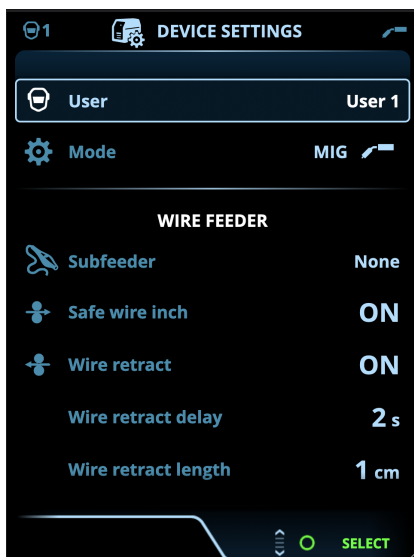 1 DEVICE SETTINGS
User User 1
Mode MIG
WIRE FEEDER
Subfeeder None
Safe wire inch ON
Wire retract ON
Wire retract delay 2 s
Wire retract length 1 cm
SELECT